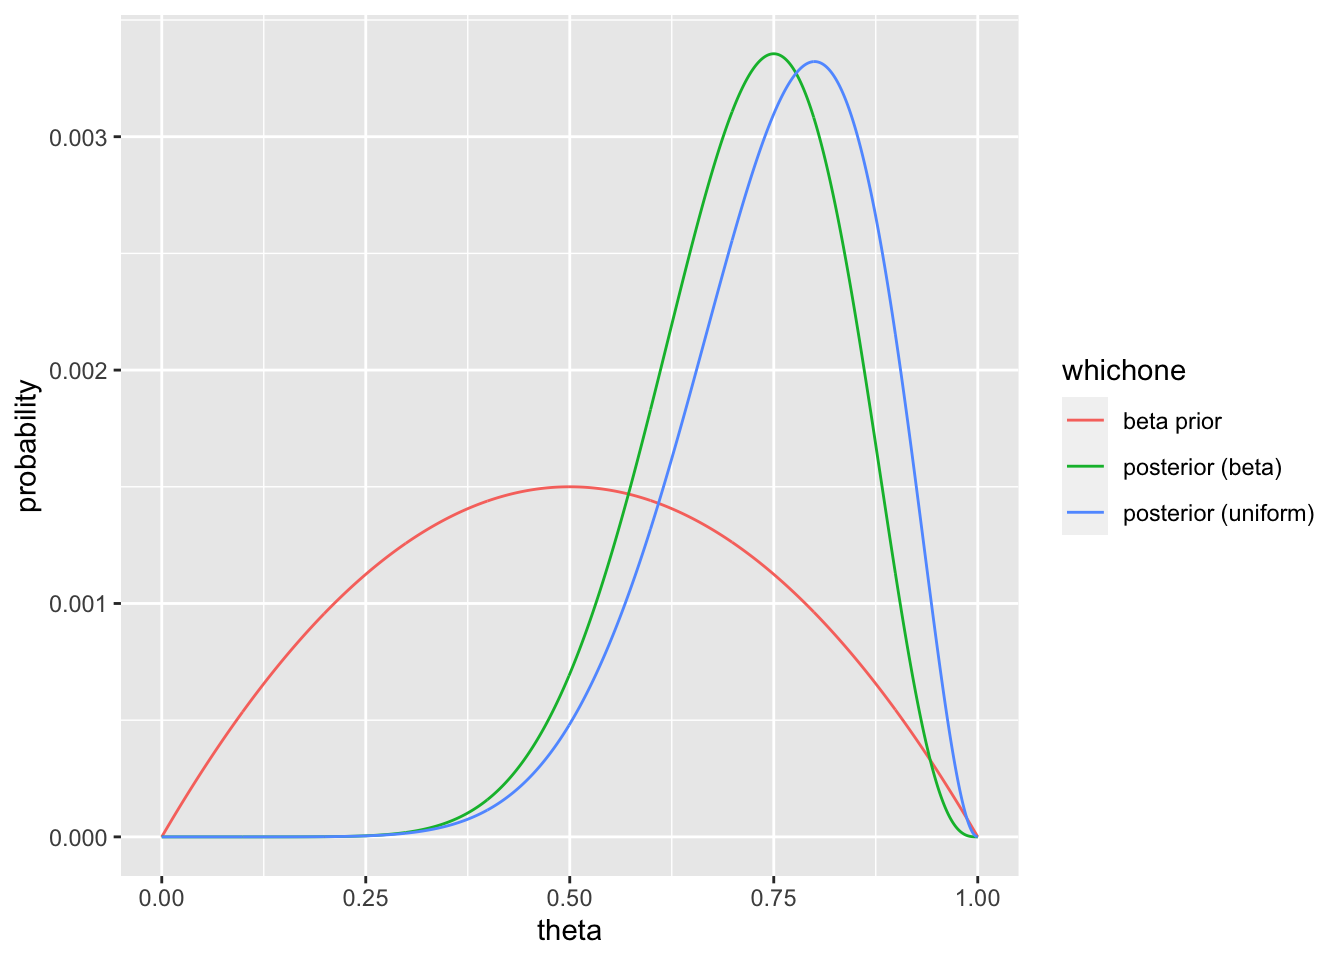 probability
0.003
0.002
0.001
0.000
0.00 0.25 0.50 0.75 1.00
theta
whichone
beta prior
posterior (beta)
posterior (uniform)